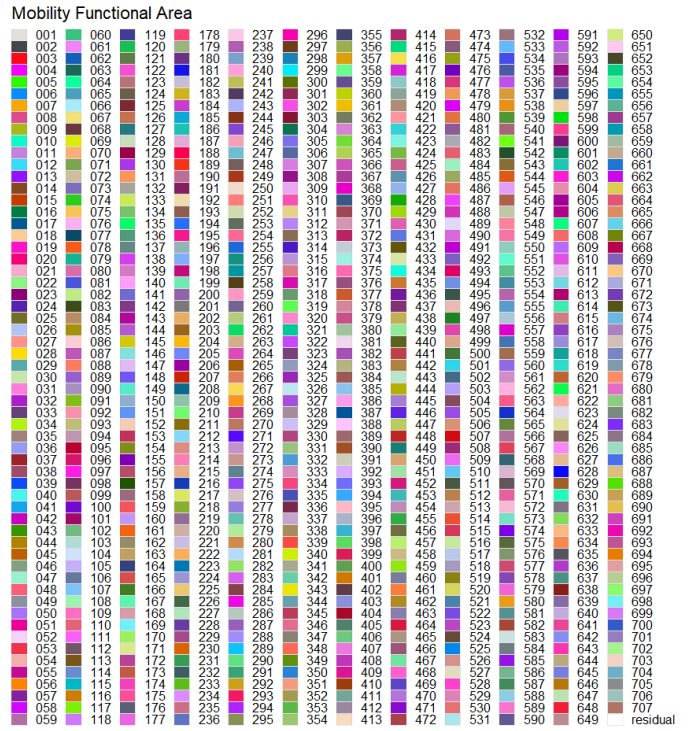 Mobility Functional Area
001 060 119 178 237 296 355 414 473 532 591 650
002 061 120 179 238 297 356 415 474 533 592 651
003 062 121 180 239 298 357 416 475 534 593 652
004 063 122 181 240 299 358 417 476 535 594 653
005 064 123 182 241 300 359 418 477 536 595 654
006 065 124 183 242 301 360 419 478 537 596 655
007 066 125 184 243 302 361 420 479 538 597 656
008 067 126 185 244 303 362 421 480 539 598 657
009 068 127 186 245 304 363 422 481 540 599 658
010 069 128 187 246 305 364 423 482 541 600 659
011 070 129 188 247 306 365 424 483 542 601 660
012 071 130 189 248 307 366 425 484 543 602 661
013 072 131 190 249 308 367 426 485 544 603 662
014 073 132 191 250 309 368 427 486 545 604 663
015 074 133 192 251 310 369 428 487 546 605 664
016 075 134 193 252 311 370 429 488 547 606 665
017 076 135 194 253 312 371 430 489 548 607 666
018 077 136 195 254 313 372 431 490 549 608 667
019 078 137 196 255 314 373 432 491 550 609 668
020 079 138 197 256 315 374 433 492 551 610 669
021 080 139 198 257 316 375 434 493 552 611 670
022 081 140 199 258 317 376 435 494 553 612 671
023 082 141 200 259 318 377 436 495 554 613 672
024 083 142 201 260 319 378 437 496 555 614 673
025 084 143 202 261 320 379 438 497 556 615 674
026 085 144 203 262 321 380 439 498 557 616 675
027 086 145 204 263 322 381 440 499 558 617 676
028 087 146 205 264 323 382 441 500 559 618 677
029 088 147 206 265 324 383 442 501 560 619 678
030 089 148 207 266 325 384 443 502 561 620 679
031 090 149 208 267 326 385 444 503 562 621 680
032 091 150 209 268 327 386 445 504 563 622 681
033 092 151 210 269 328 387 446 505 564 623 682
034 093 152 211 270 329 388 447 506 565 624 683
035 094 153 212 271 330 389 448 507 566 625 684
036 095 154 213 272 331 390 449 508 567 626 685
037 096 155 214 273 332 391 450 509 568 627 686
038 097 156 215 274 333 392 451 510 569 628 687
039 098 157 216 275 334 393 452 511 570 629 688
040 099 158 217 276 335 394 453 512 571 630 689
041 100 159 218 277 336 395 454 513 572 631 690
042 101 160 219 278 337 396 455 514 573 632 691
043 102 161 220 279 338 397 456 515 574 633 692
044 103 162 221 280 339 398 457 516 575 634 693
045 104 163 222 281 340 399 458 517 576 635 694
046 105 164 223 282 341 400 459 518 577 636 695
047 106 165 224 283 342 401 460 519 578 637 696
048 107 166 225 284 343 402 461 520 579 638 697
049 108 167 226 285 344 403 462 521 580 639 698
050 109 168 227 286 345 404 463 522 581 640 699
051 110 169 228 287 346 405 464 523 582 641 700
052 111 170 229 288 347 406 465 524 583 642 701
053 112 171 230 289 348 407 466 525 584 643 702
054 113 172 231 290 349 408 467 526 585 644 703
055 114 173 232 291 350 409 468 527 586 645 704
056 115 174 233 292 351 410 469 528 587 646 705
057 116 175 234 293 352 411 470 529 588 647 706
058 117 176 235 294 353 412 471 530 589 648 707
059 118 177 236 295 354 413 472 531 590 649 residual